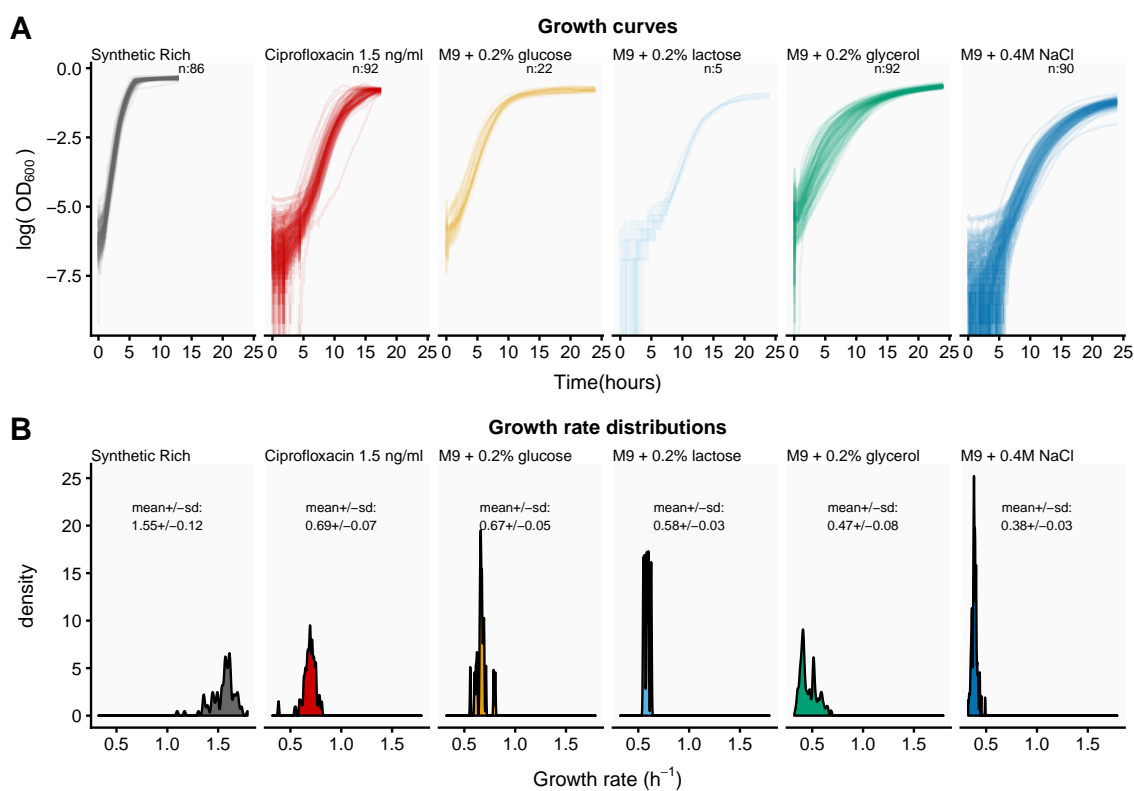 A
Growth curves
Synthetic Rich
Ciprofloxacin 1.5 ng/ml
M9 + 0.2% glucose
M9 + 0.2% lactose
M9 + 0.2% glycerol
M9 + 0.4M NaCl
n:86
n:92
n:22
n:5
n:92
n:90
log( OD600 )
0.0
−2.5
−5.0
−7.5
0 5 10 15 20 25
0 5 10 15 20 25
0 5 10 15 20 25
0 5 10 15 20 25
0 5 10 15 20 25
0 5 10 15 20 25
Time(hours)
B
Growth rate distributions
Synthetic Rich
Ciprofloxacin 1.5 ng/ml
M9 + 0.2% glucose
M9 + 0.2% lactose
M9 + 0.2% glycerol
M9 + 0.4M NaCl
mean+/−sd:
1.55+/−0.12
mean+/−sd:
0.69+/−0.07
mean+/−sd:
0.67+/−0.05
mean+/−sd:
0.58+/−0.03
mean+/−sd:
0.47+/−0.08
mean+/−sd:
0.38+/−0.03
density
25
20
15
10
5
0
0.5 1.0 1.5
0.5 1.0 1.5
0.5 1.0 1.5
0.5 1.0 1.5
0.5 1.0 1.5
0.5 1.0 1.5
Growth rate (h⁻¹)